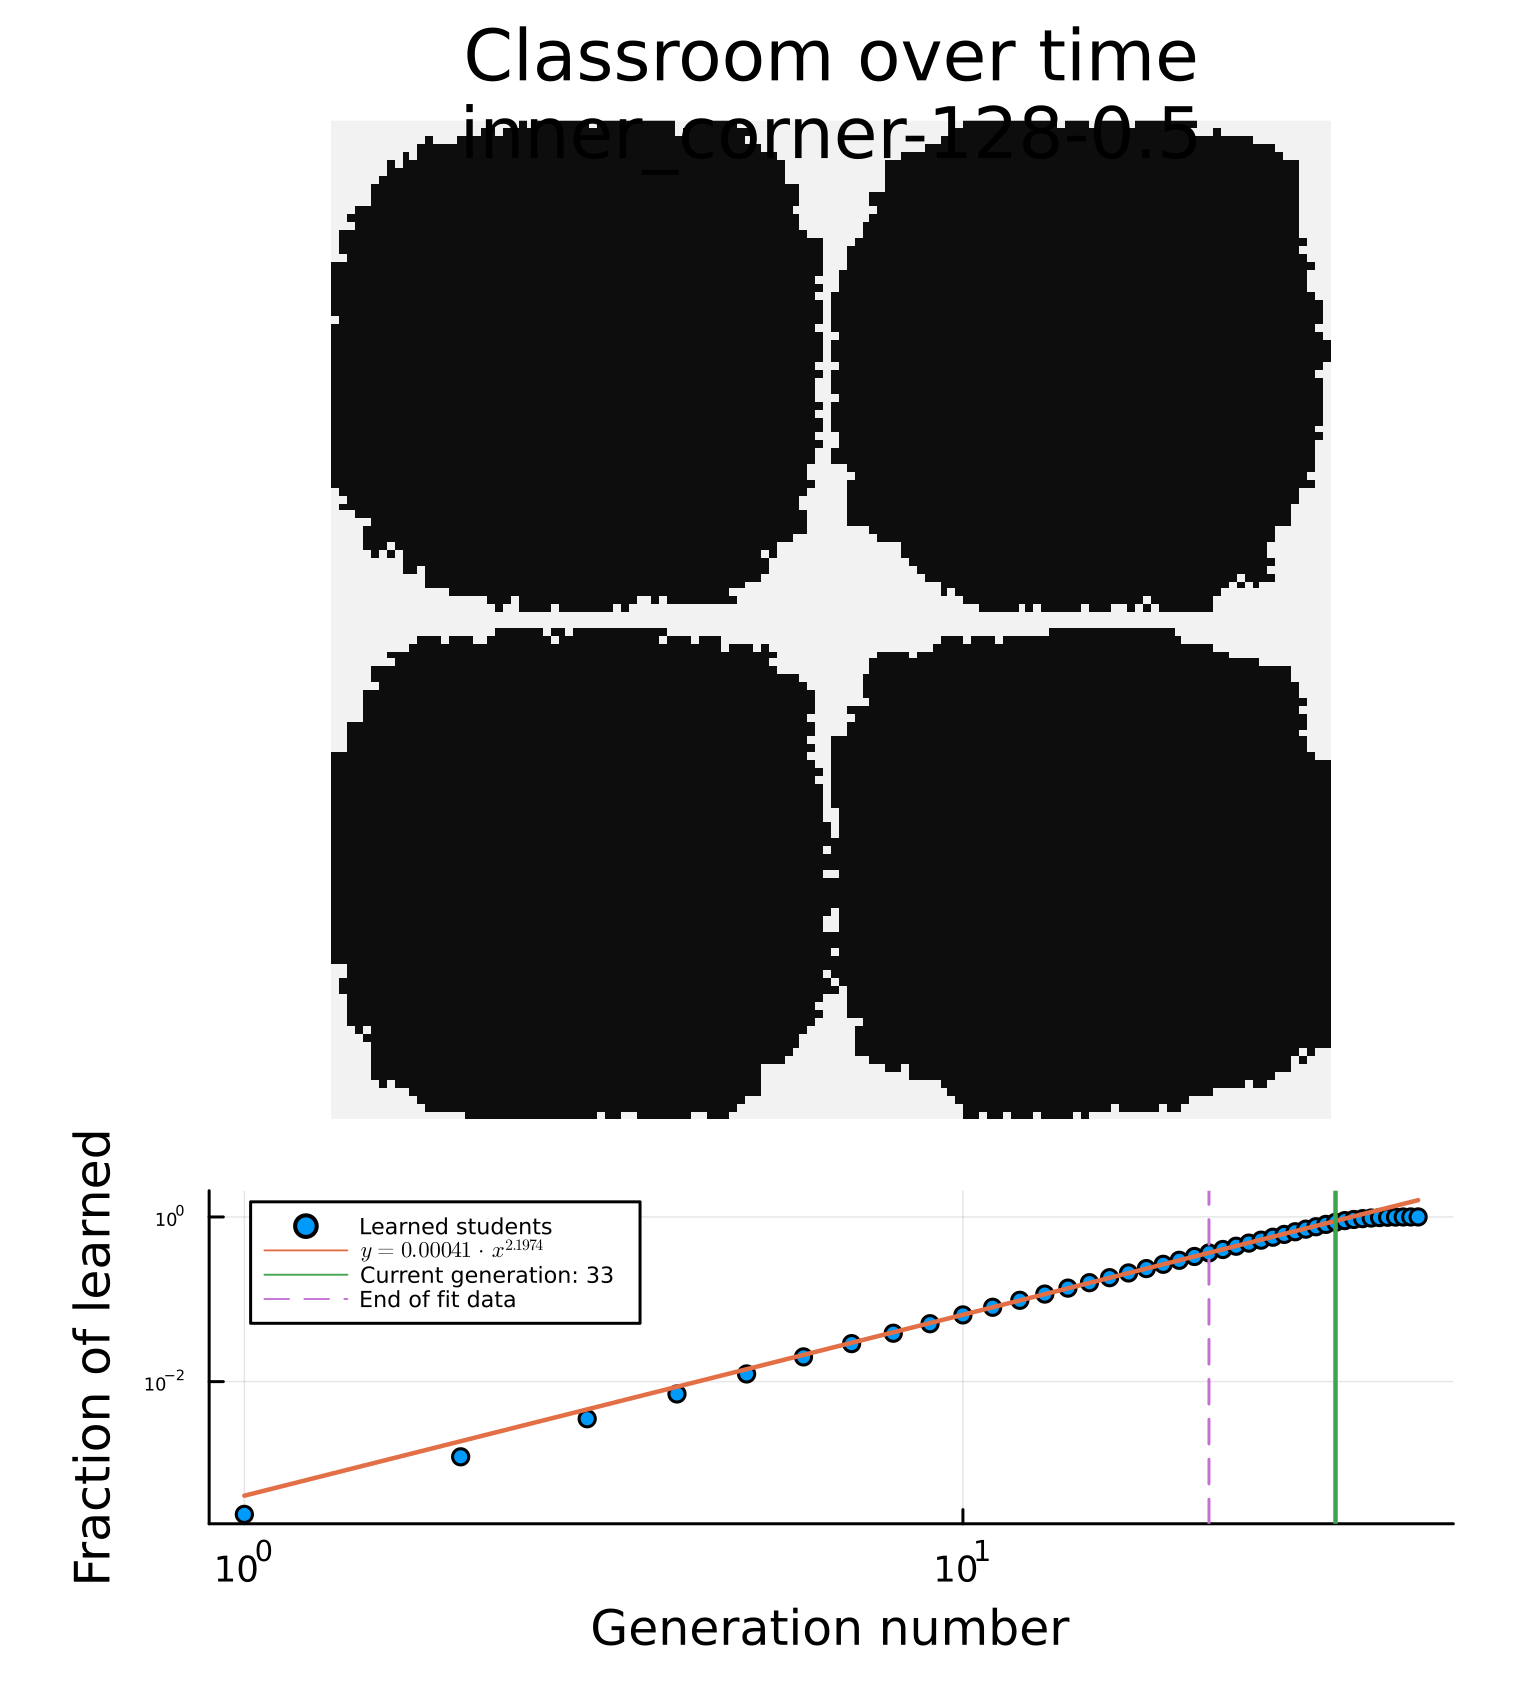 Classroom over time
inner_corner-128-0.5
Fraction of learned
10⁰
10⁻²
Learned students
y = 0.00041 · x^2.1974
Current generation: 33
End of fit data
10⁰
10¹
Generation number